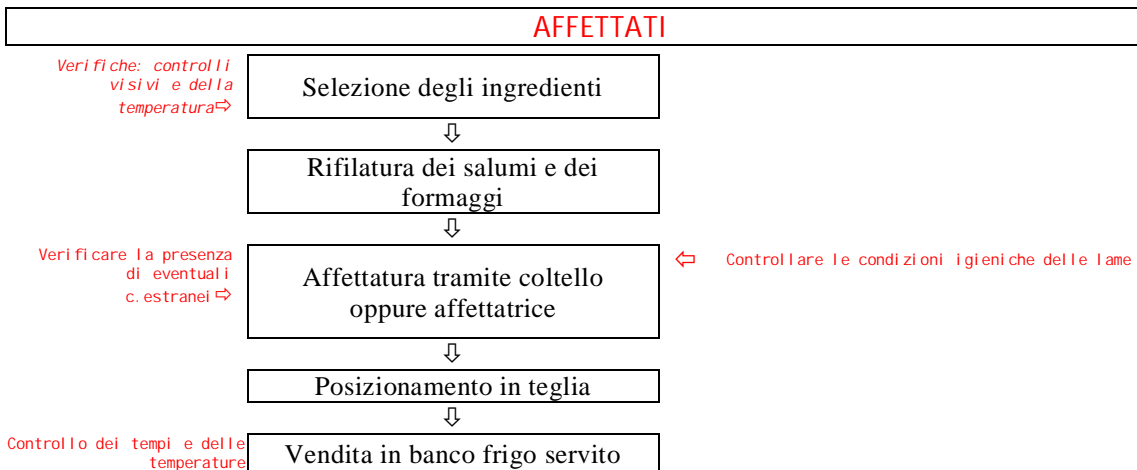 AFFETTATI
Verifiche: controlli
visivi e della
temperatura⇨
Selezione degli ingredienti
⇩
Rifilatura dei salumi e dei
formaggi
⇩
Verificare la presenza
di eventuali
c.estranei ⇨
Affettatura tramite coltello
oppure affettatrice
⇦ Controllare le condizioni igieniche delle lame
⇩
Posizionamento in teglia
⇩
Controllo dei tempi e delle
temperature
Vendita in banco frigo servito